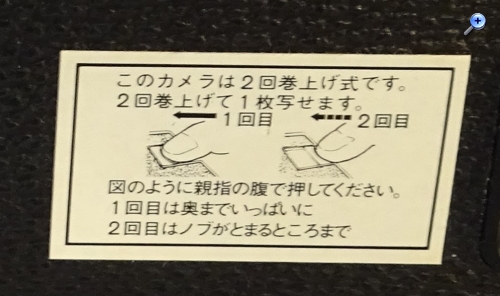 このカメラは2回巻上げ式です。
2回巻上げて1枚写せます。
1回目 2回目
図のように親指の腹で押してください。
1回目は奥までいっぱいに
2回目はノブがとまるところまで